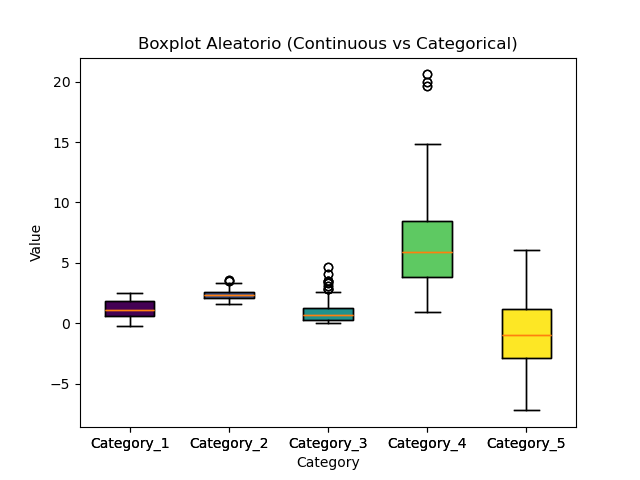 Boxplot Aleatorio (Continuous vs Categorical)
20
15
10
5
0
−5
Value
Category_1 Category_2 Category_3 Category_4 Category_5
Category